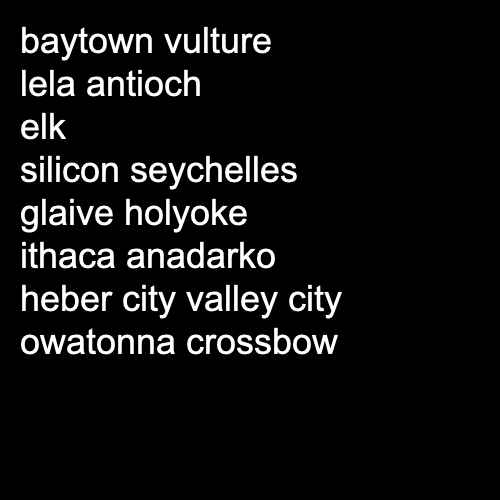 baytown vulture
lela antioch
elk
silicon seychelles
glaive holyoke
ithaca anadarko
heber city valley city
owatonna crossbow